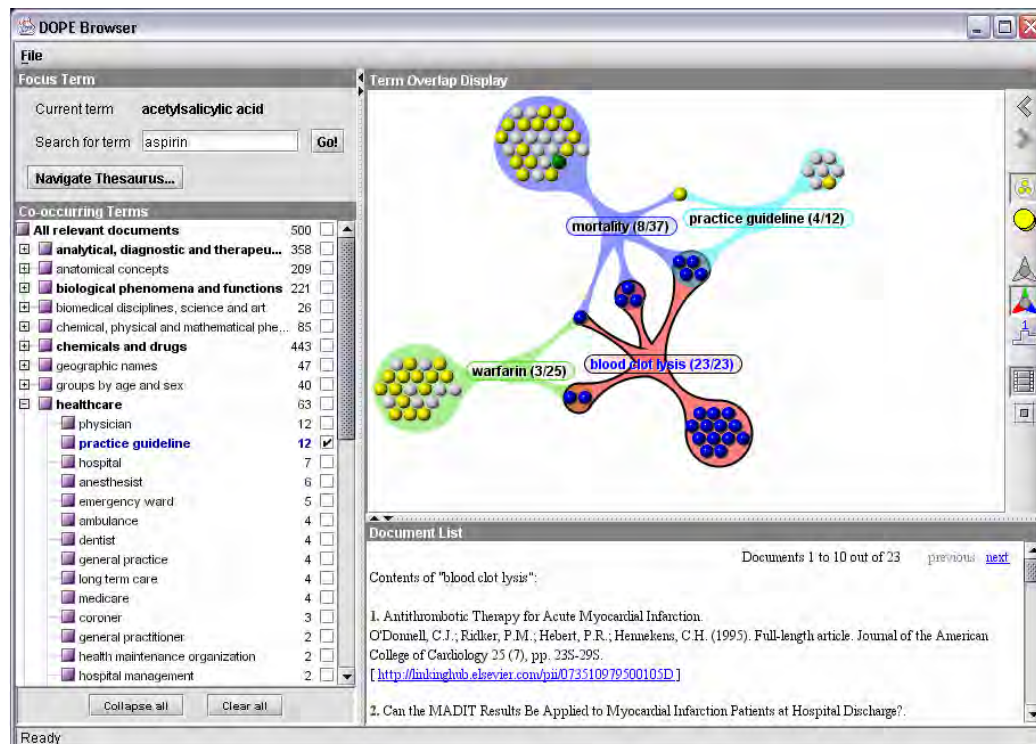 DOPE Browser
File
Focus Term
Current term acetylsalicylic acid
Search for term aspirin Go!
Navigate Thesaurus...
Co-occurring Terms
All relevant documents 500
analytical, diagnostic and therapeu... 358
anatomical concepts 209
biological phenomena and functions 221
biomedical disciplines, science and art 26
chemical, physical and mathematical phe... 85
chemicals and drugs 443
geographic names 47
groups by age and sex 40
healthcare 63
physician 12
practice guideline 12
hospital 7
anesthesist 6
emergency ward 5
ambulance 4
dentist 4
general practice 4
long term care 4
medicare 4
coroner 3
general practitioner 2
health maintenance organization 2
hospital management 2
Collapse all Clear all
Ready
Term Overlap Display
mortality (8/37)
practice guideline (4/12)
warfarin (3/25)
blood clot lysis (23/23)
1
Document List
Documents 1 to 10 out of 23 previous next
Contents of "blood clot lysis":
1. Antithrombotic Therapy for Acute Myocardial Infarction.
O'Donnell, C.J.; Ridker, P.M.; Hebert, P.R.; Hennekens, C.H. (1995). Full-length article. Journal of the American
College of Cardiology 25 (7), pp. 23S-29S.
[ http://linkinghub.elsevier.com/pii/073510979500105D ]
2. Can the MADIT Results Be Applied to Myocardial Infarction Patients at Hospital Discharge?.